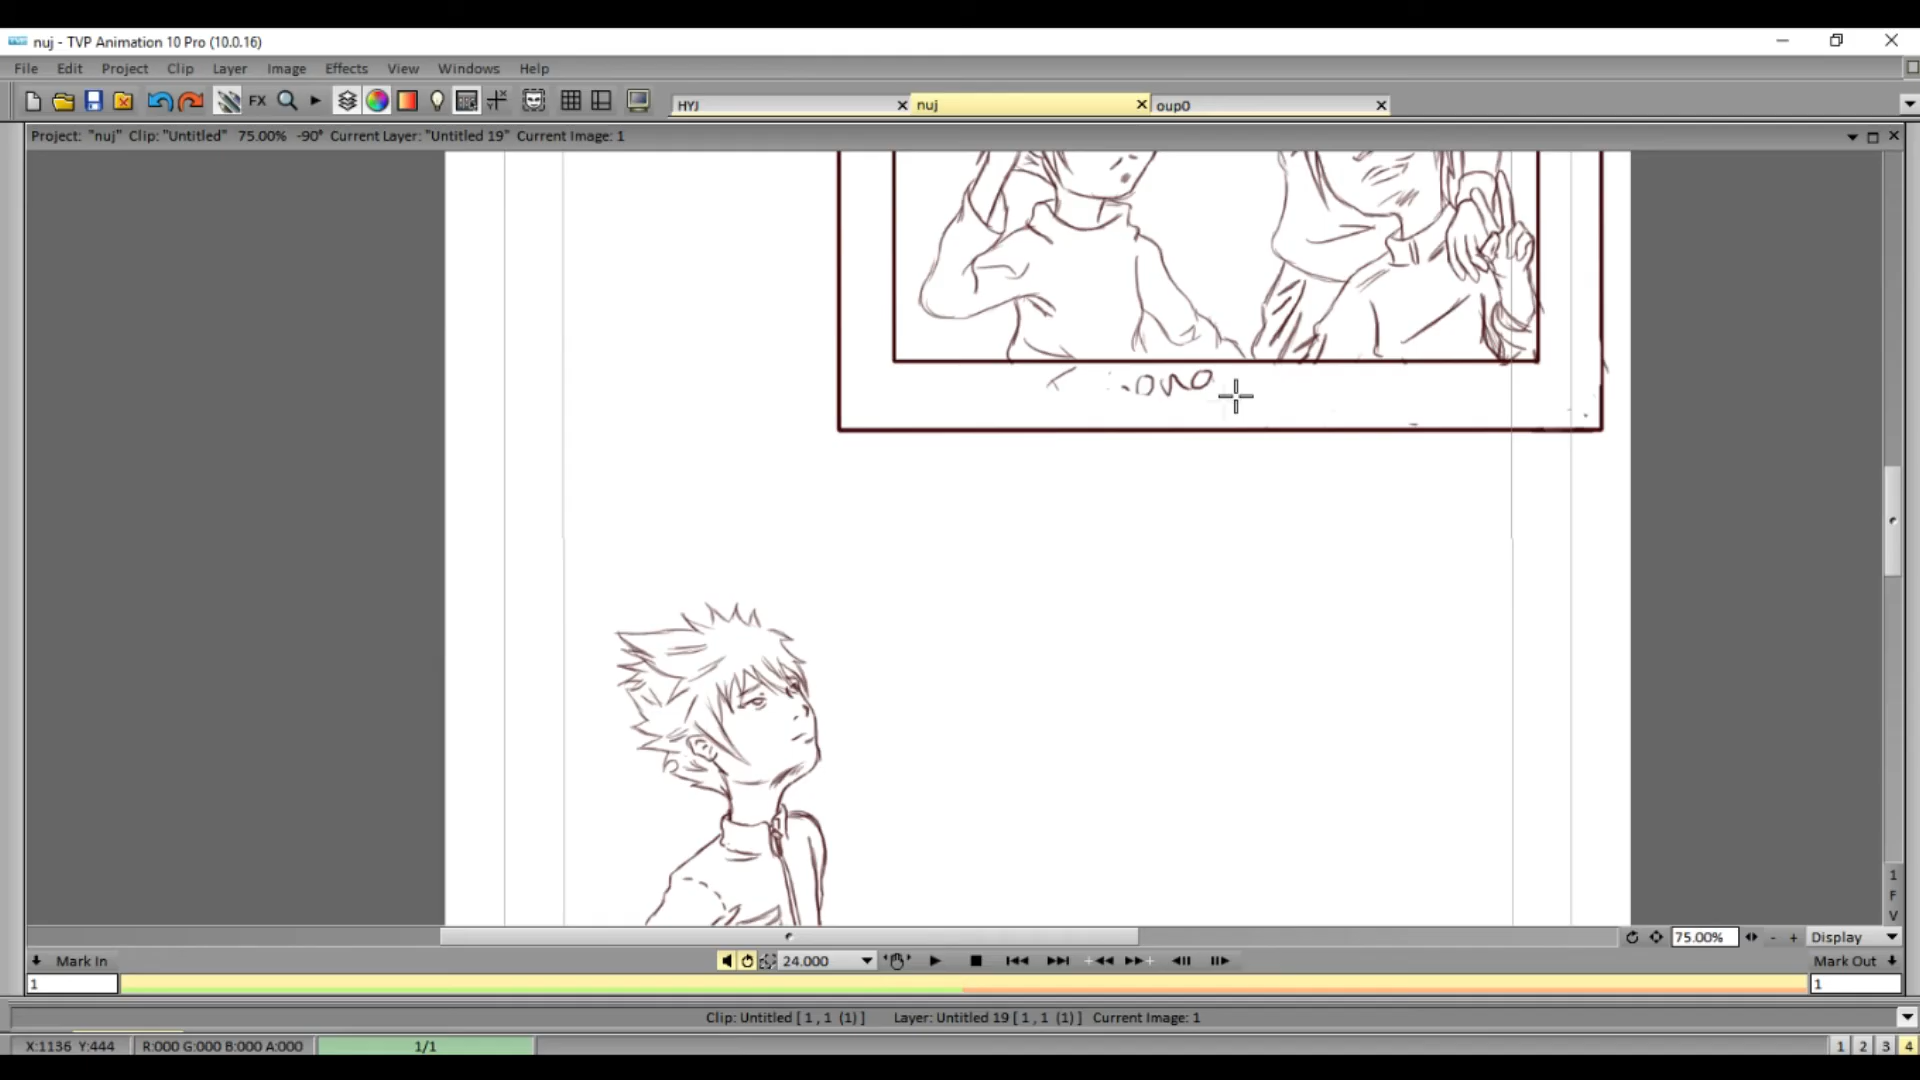 nuj - TVP Animation 10 Pro (10.0.16)
File Edit Project Clip Layer Image Effects View Windows Help
FX HYJ nuj oup0
Project: "nuj" Clip: "Untitled" 75.00% -90° Current Layer: "Untitled 19" Current Image: 1
1
F
V
75.00% - + Display
Mark In 24.000 Mark Out
1 1
Clip: Untitled [ 1 , 1 (1) ] Layer: Untitled 19 [ 1 , 1 (1) ] Current Image: 1
X:1136 Y:444 R:000 G:000 B:000 A:000 1/1 1 2 3 4